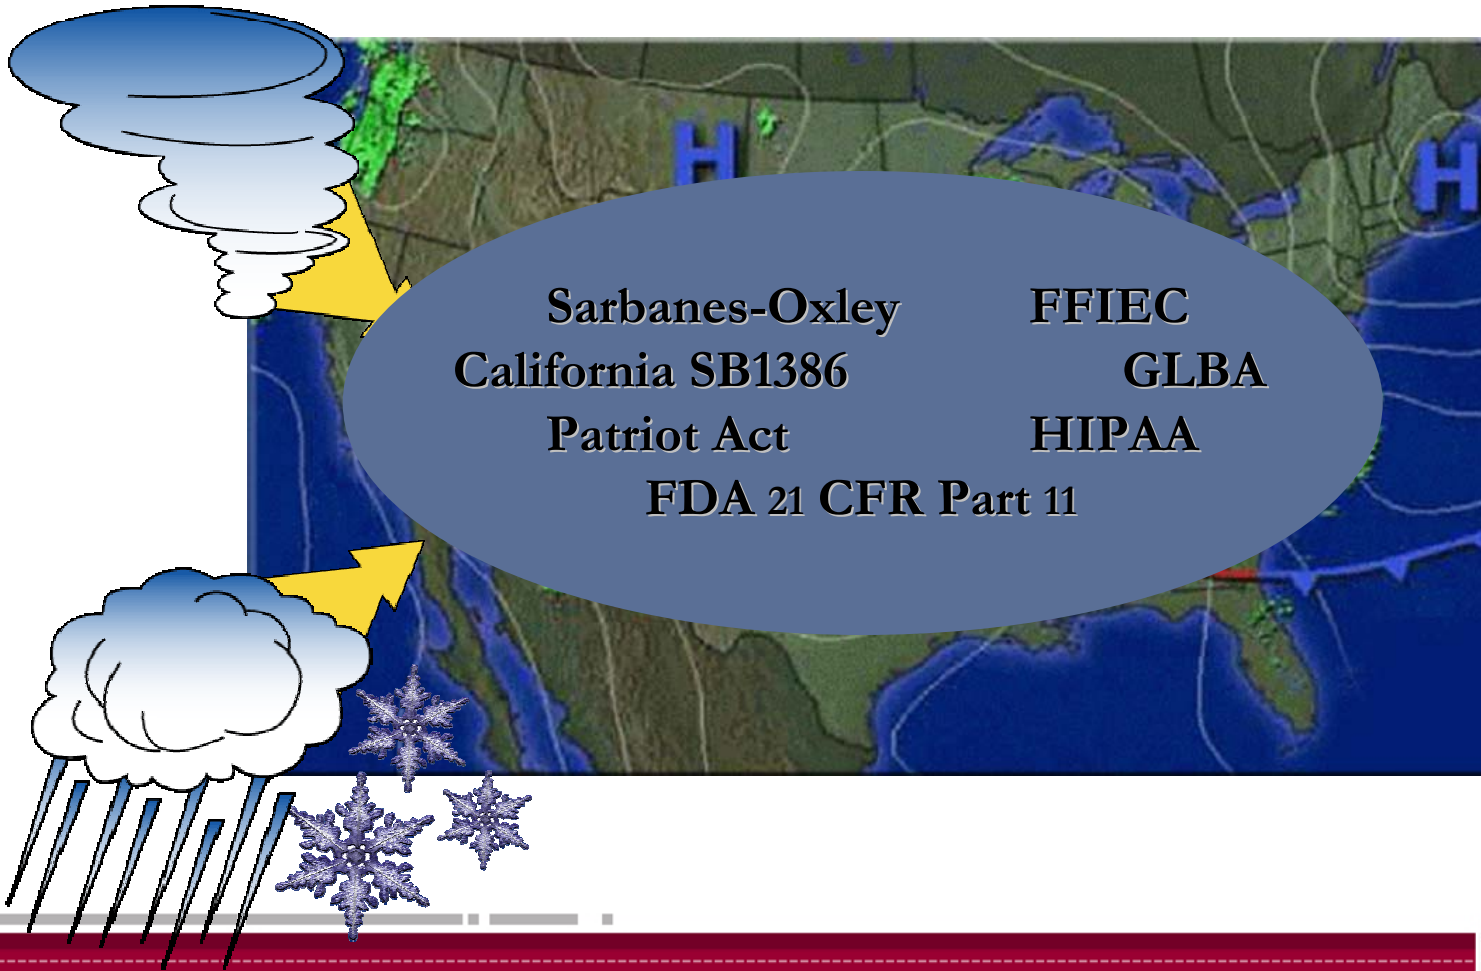 H
H
Sarbanes-Oxley FFIEC
California SB1386 GLBA
Patriot Act HIPAA
FDA 21 CFR Part 11